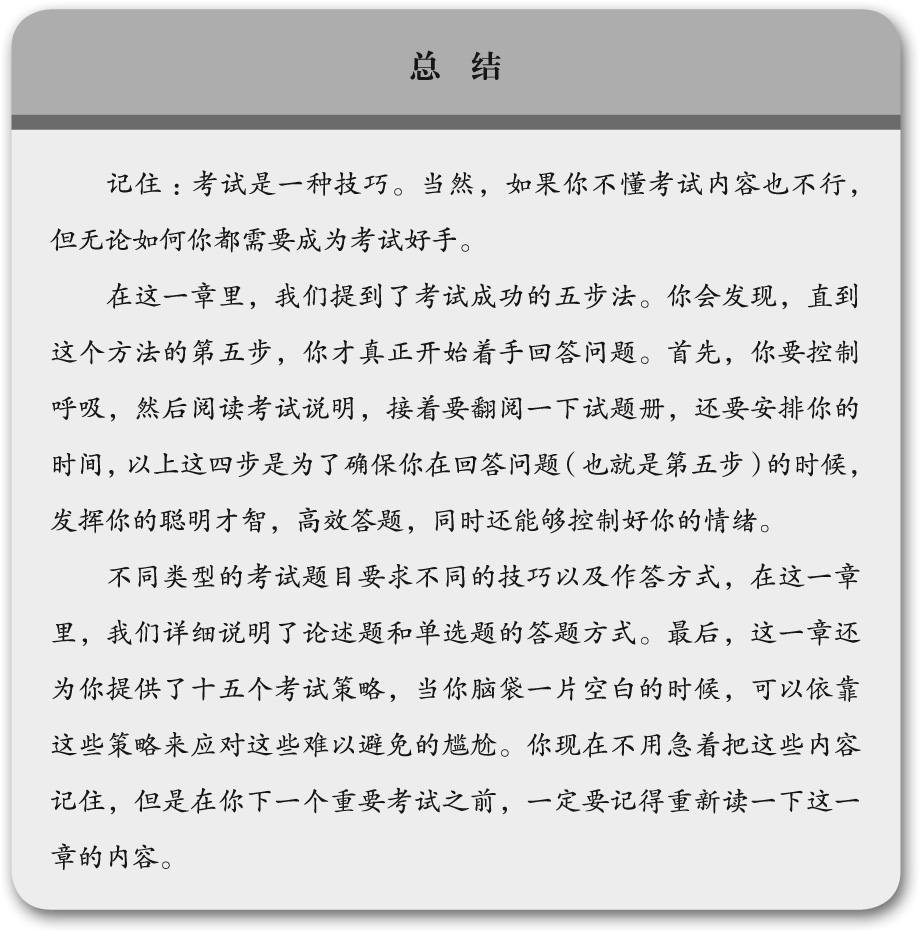 总 结
记住：考试是一种技巧。当然，如果你不懂考试内容也不行，
但无论如何你都需要成为考试好手。
在这一章里，我们提到了考试成功的五步法。你会发现，直到
这个方法的第五步，你才真正开始着手回答问题。首先，你要控制
呼吸，然后阅读考试说明，接着要翻阅一下试题册，还要安排你的
时间，以上这四步是为了确保你在回答问题（也就是第五步）的时候，
发挥你的聪明才智，高效答题，同时还能够控制好你的情绪。
不同类型的考试题目要求不同的技巧以及作答方式，在这一章
里，我们详细说明了论述题和单选题的答题方式。最后，这一章还
为你提供了十五个考试策略，当你脑袋一片空白的时候，可以依靠
这些策略来应对这些难以避免的尴尬。你现在不用急着把这些内容
记住，但是在你下一个重要考试之前，一定要记得重新读一下这一
章的内容。